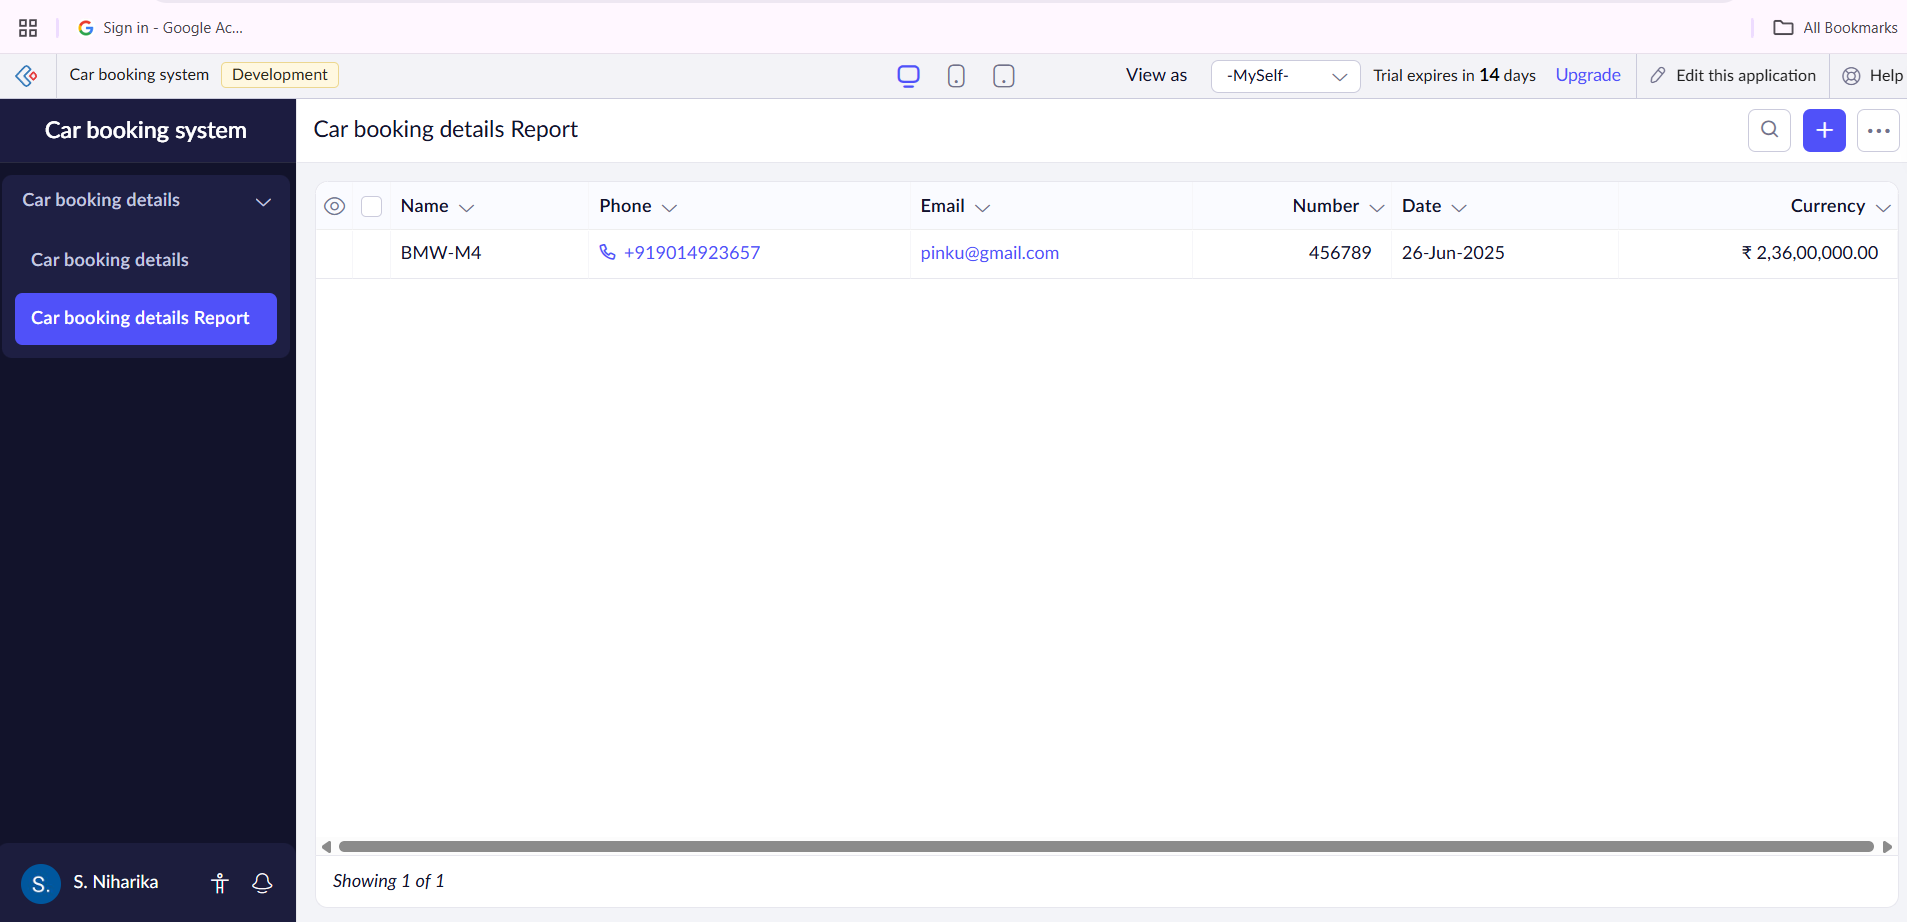 Sign in - Google Ac...
All Bookmarks
Car booking system
Development
View as
-MySelf-
Trial expires in 14 days
Upgrade
Edit this application
Help
Car booking system
Car booking details Report
Car booking details
Car booking details
Car booking details Report
Name Phone Email Number Date Currency
BMW-M4 +919014923657 pinku@gmail.com 456789 26-Jun-2025 ₹ 2,36,00,000.00
Showing 1 of 1
S. S. Niharika